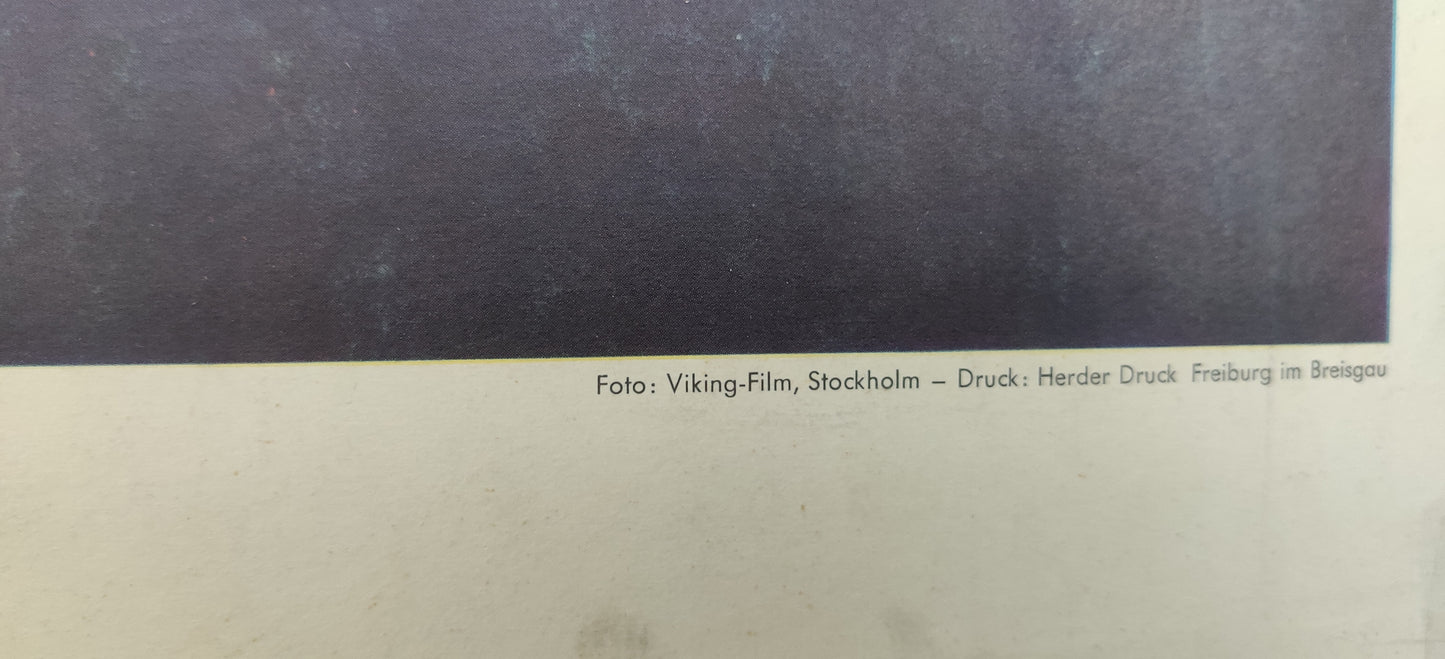 Foto: Viking-Film, Stockholm – Druck: Herder Druck Freiburg im Breisgau